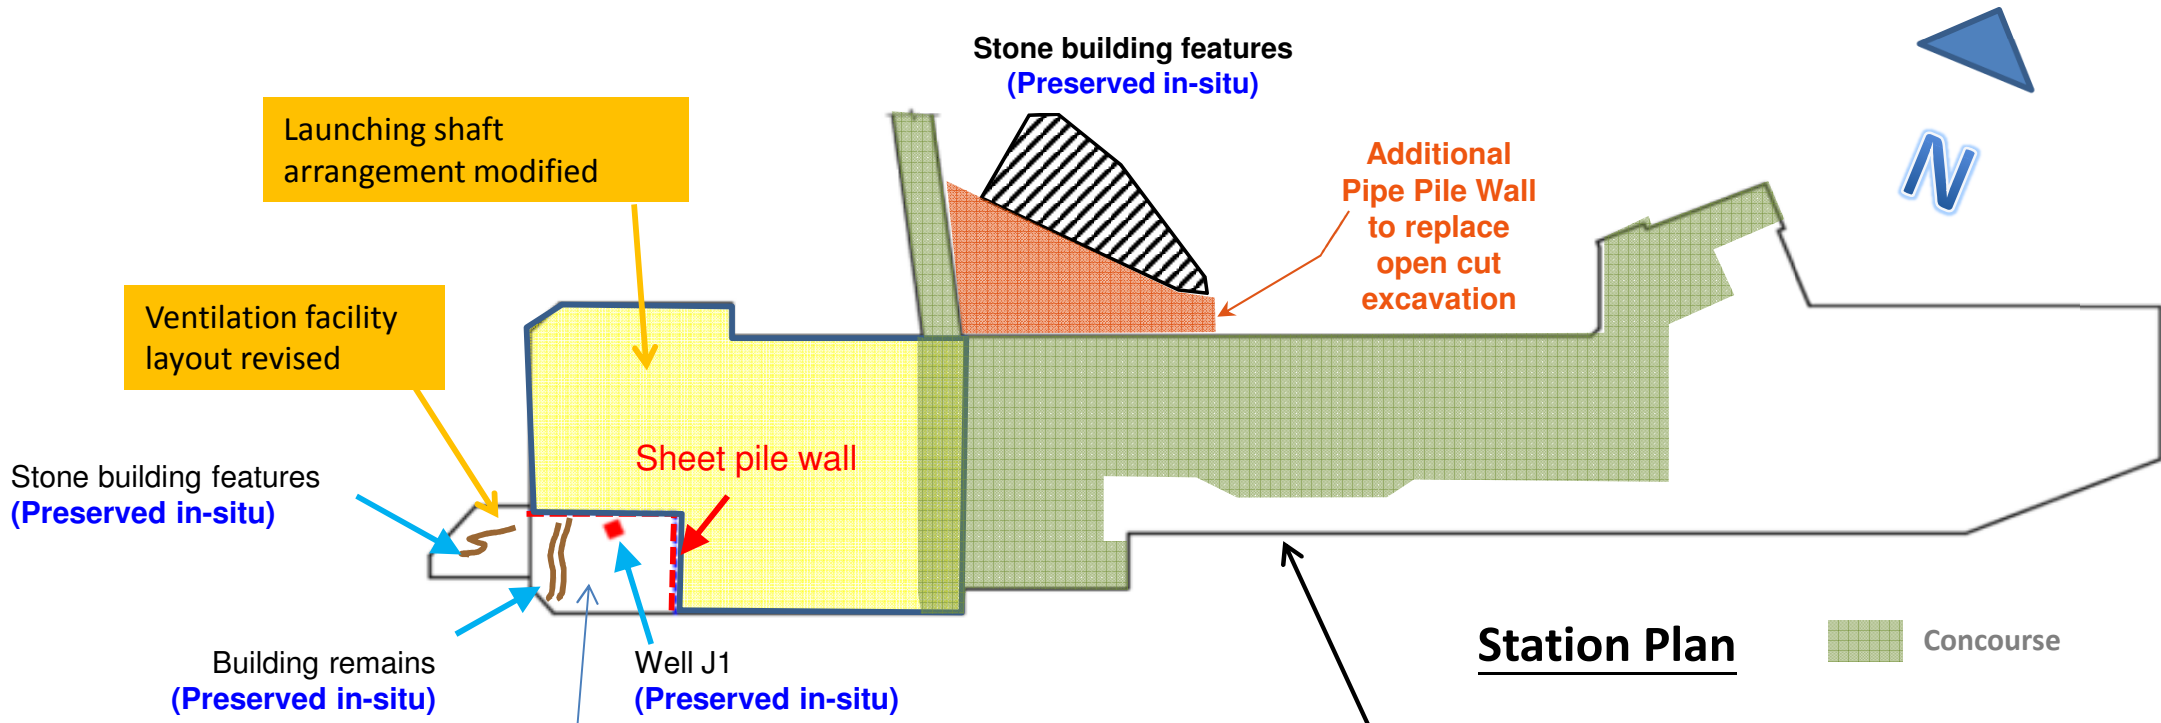 Stone building features
(Preserved in-situ)
Launching shaft
arrangement modified
Additional
Pipe Pile Wall
to replace
open cut
excavation
N
Ventilation facility
layout revised
Sheet pile wall
Stone building features
(Preserved in-situ)
Building remains
(Preserved in-situ)
Well J1
(Preserved in-situ)
Station Plan
Concourse